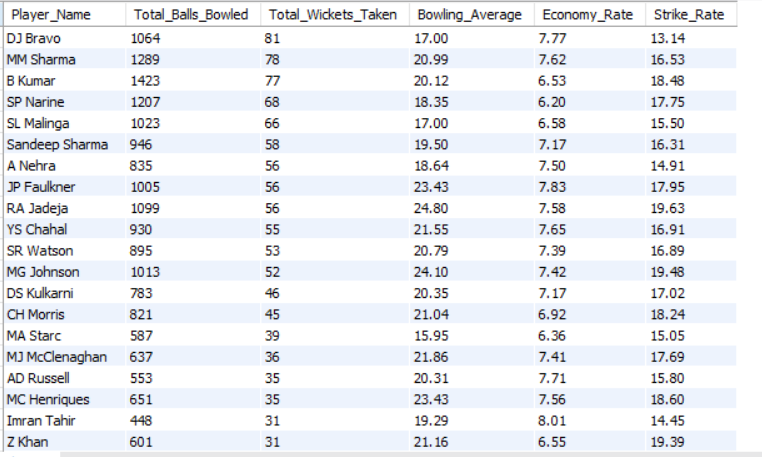 Player_Name Total_Balls_Bowled Total_Wickets_Taken Bowling_Average Economy_Rate Strike_Rate
DJ Bravo 1064 81 17.00 7.77 13.14
MM Sharma 1289 78 20.99 7.62 16.53
B Kumar 1423 77 20.12 6.53 18.48
SP Narine 1207 68 18.35 6.20 17.75
SL Malinga 1023 66 17.00 6.58 15.50
Sandeep Sharma 946 58 19.50 7.17 16.31
A Nehra 835 56 18.64 7.50 14.91
JP Faulkner 1005 56 23.43 7.83 17.95
RA Jadeja 1099 56 24.80 7.58 19.63
YS Chahal 930 55 21.55 7.65 16.91
SR Watson 895 53 20.79 7.39 16.89
MG Johnson 1013 52 24.10 7.42 19.48
DS Kulkarni 783 46 20.35 7.17 17.02
CH Morris 821 45 21.04 6.92 18.24
MA Starc 587 39 15.95 6.36 15.05
MJ McClenaghan 637 36 21.86 7.41 17.69
AD Russell 553 35 20.31 7.71 15.80
MC Henriques 651 35 23.43 7.56 18.60
Imran Tahir 448 31 19.29 8.01 14.45
Z Khan 601 31 21.16 6.55 19.39